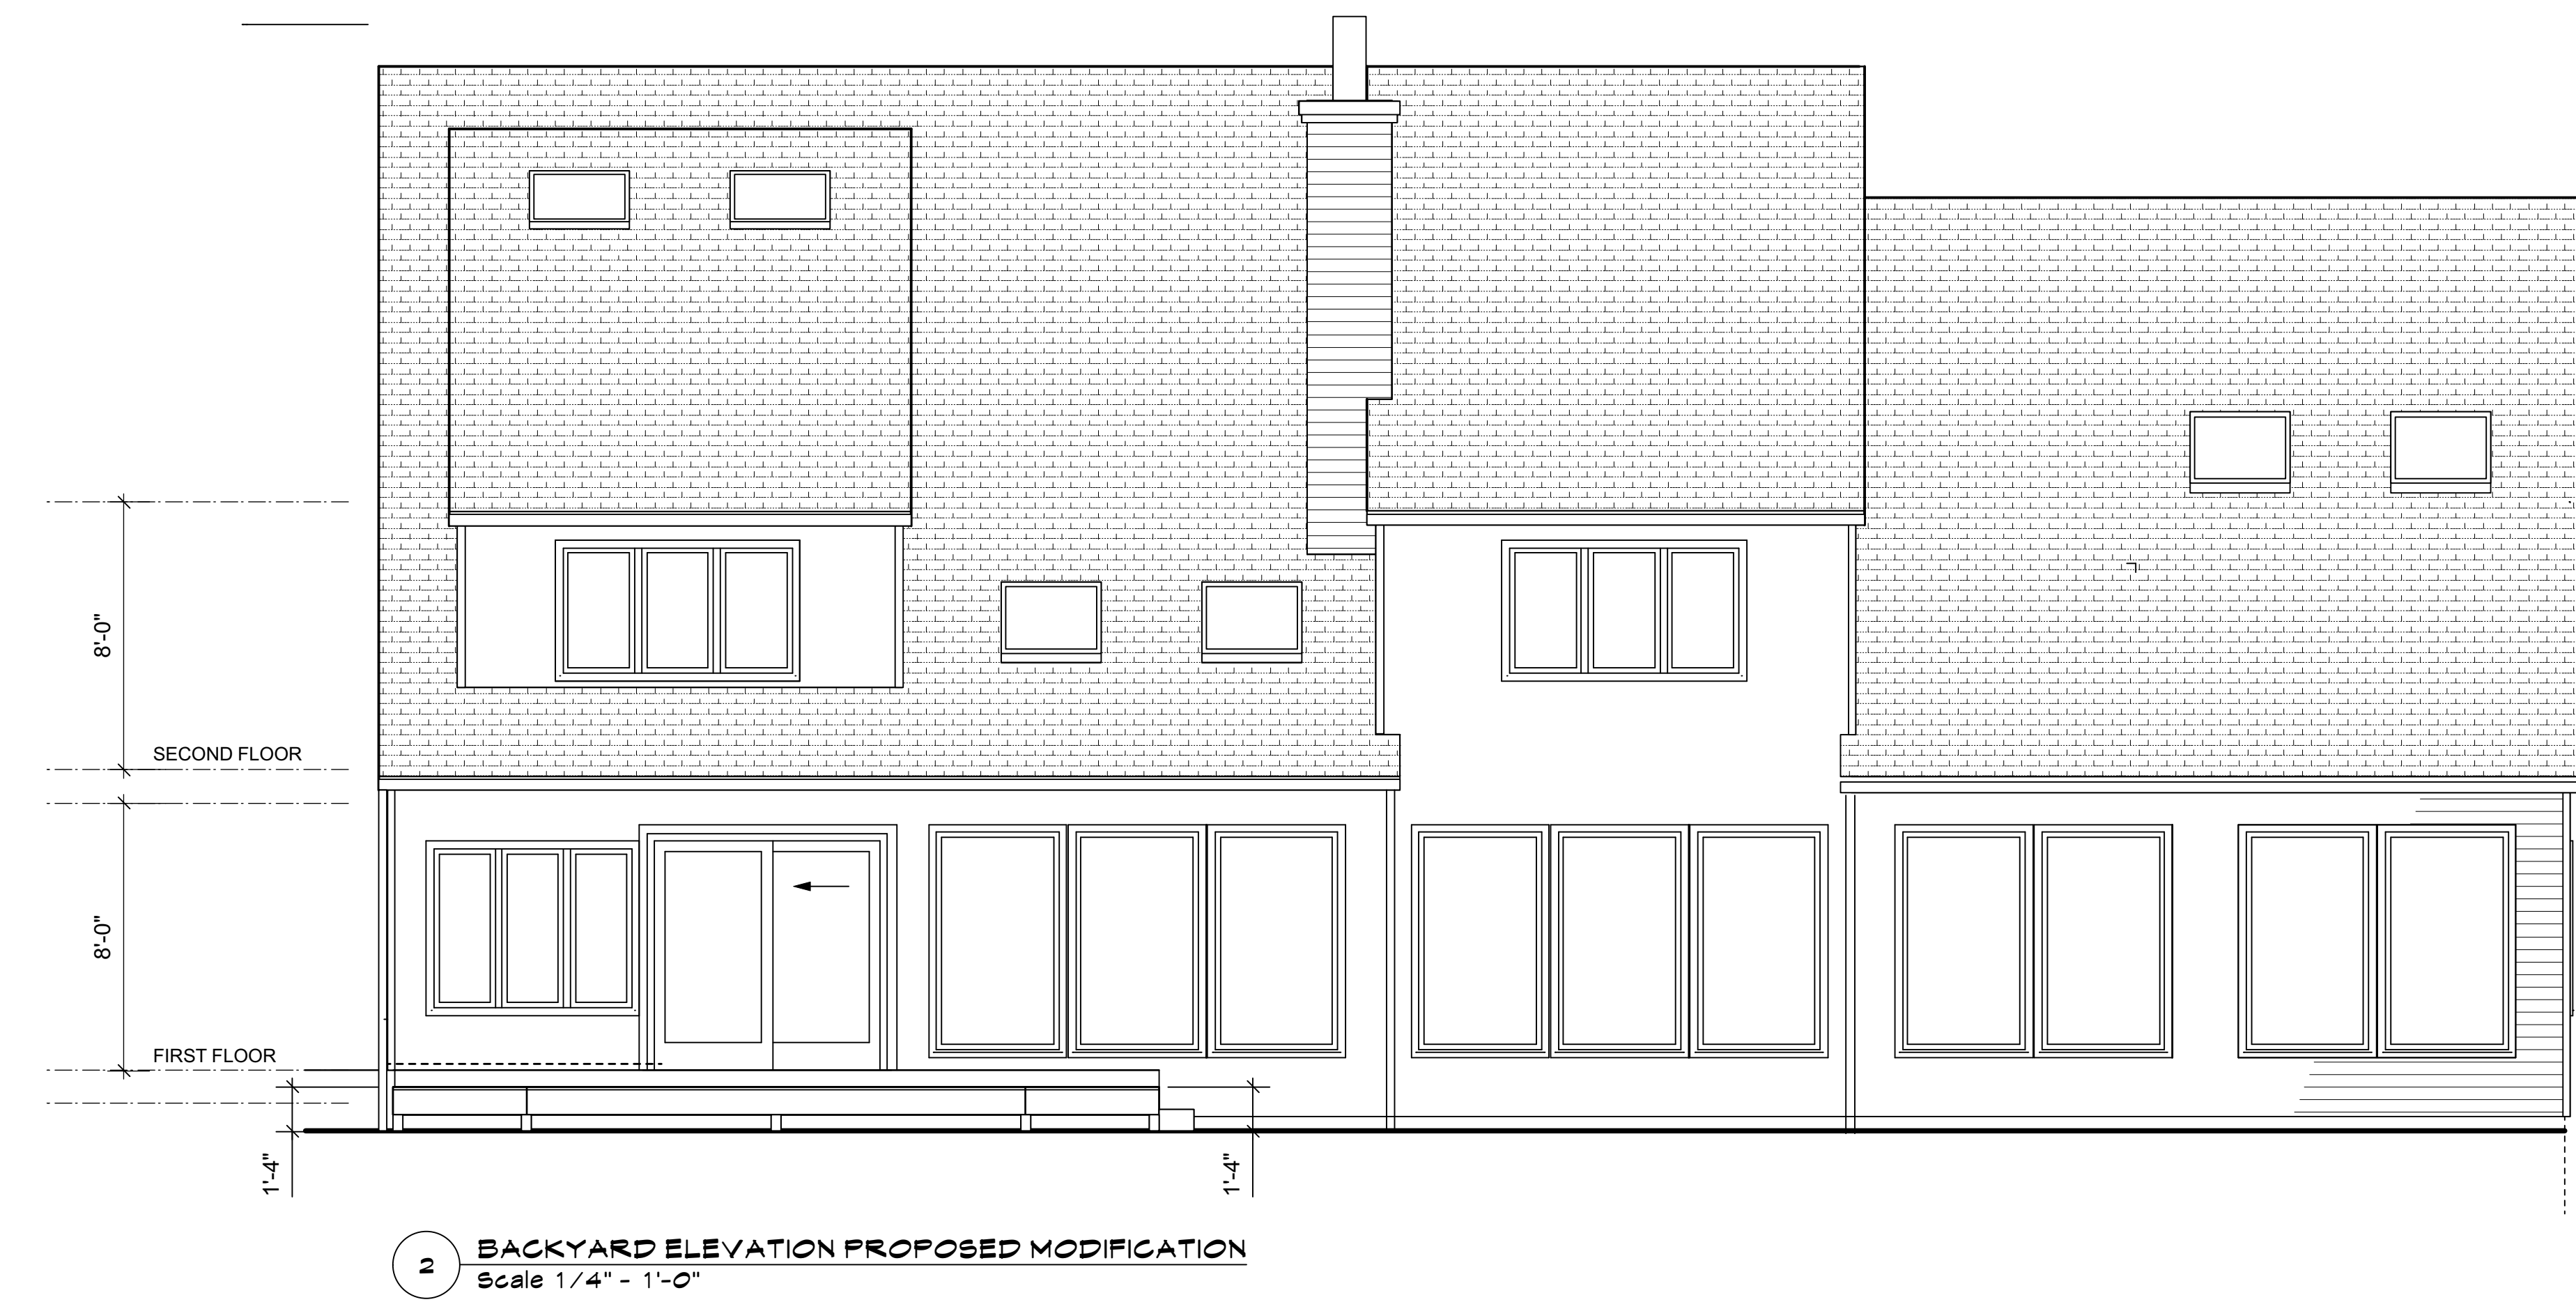 8'-0"
SECOND FLOOR
8'-0"
FIRST FLOOR
1'-4"
1'-4"
2
BACKYARD ELEVATION PROPOSED MODIFICATION
Scale 1/4" - 1'-0"